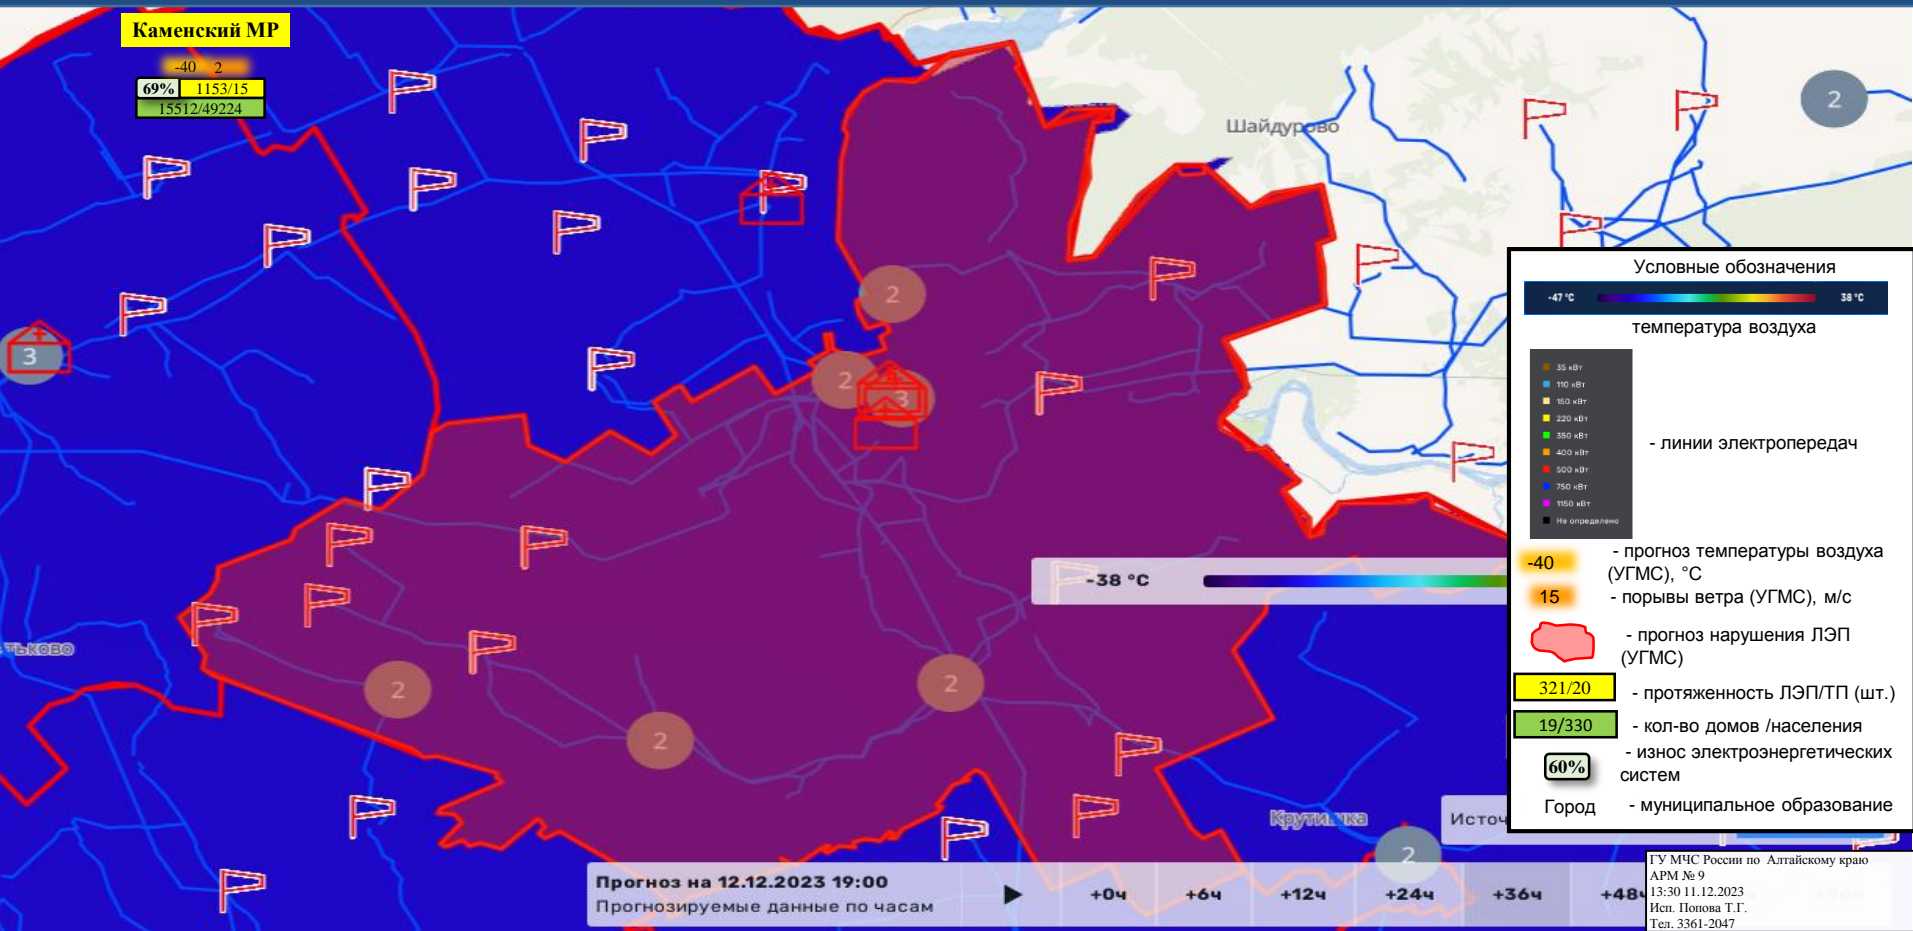 Каменский МР
-40 2
69% 1153/15
15512/49224
2
Шайдурово
2
3
2
3
2
2
2
2
-38 °C
Крутишка
2
Условные обозначения
-47 °C 38 °C
температура воздуха
35 кВт
110 кВт
150 кВт
220 кВт
350 кВт
400 кВт
500 кВт
750 кВт
1150 кВт
Не определено
- линии электропередач
-40 - прогноз температуры воздуха
(УГМС), °С
15 - порывы ветра (УГМС), м/с
- прогноз нарушения ЛЭП
(УГМС)
321/20 - протяженность ЛЭП/ТП (шт.)
19/330 - кол-во домов /населения
60% - износ электроэнергетических
систем
Город - муниципальное образование
Прогноз на 12.12.2023 19:00
Прогнозируемые данные по часам
+0ч +6ч +12ч +24ч +36ч +48ч
ГУ МЧС России по Алтайскому краю
АРМ № 9
13:30 11.12.2023
Исп. Попова Т.Г.
Тел. 3361-2047